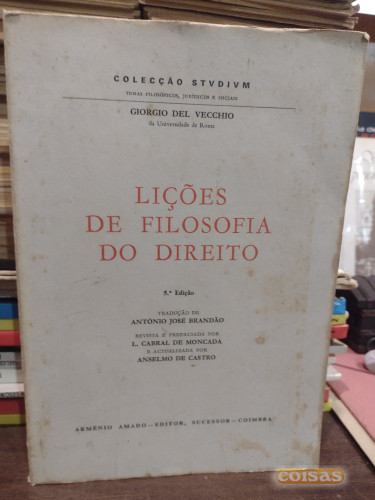 COLECÇÃO STVDIVM
TEMAS FILOSÓFICOS, JURÍDICOS E SOCIAIS
GIORGIO DEL VECCHIO
da Universidade de Roma
LIÇÕES
DE FILOSOFIA
DO DIREITO
5.ª Edição
TRADUÇÃO DE
ANTÓNIO JOSÉ BRANDÃO
REVISTA E PREFACIADA POR
L. CABRAL DE MONCADA
E ACTUALIZADA POR
ANSELMO DE CASTRO
ARMÉNIO AMADO—EDITOR, SUCESSOR—COIMBRA
coisas